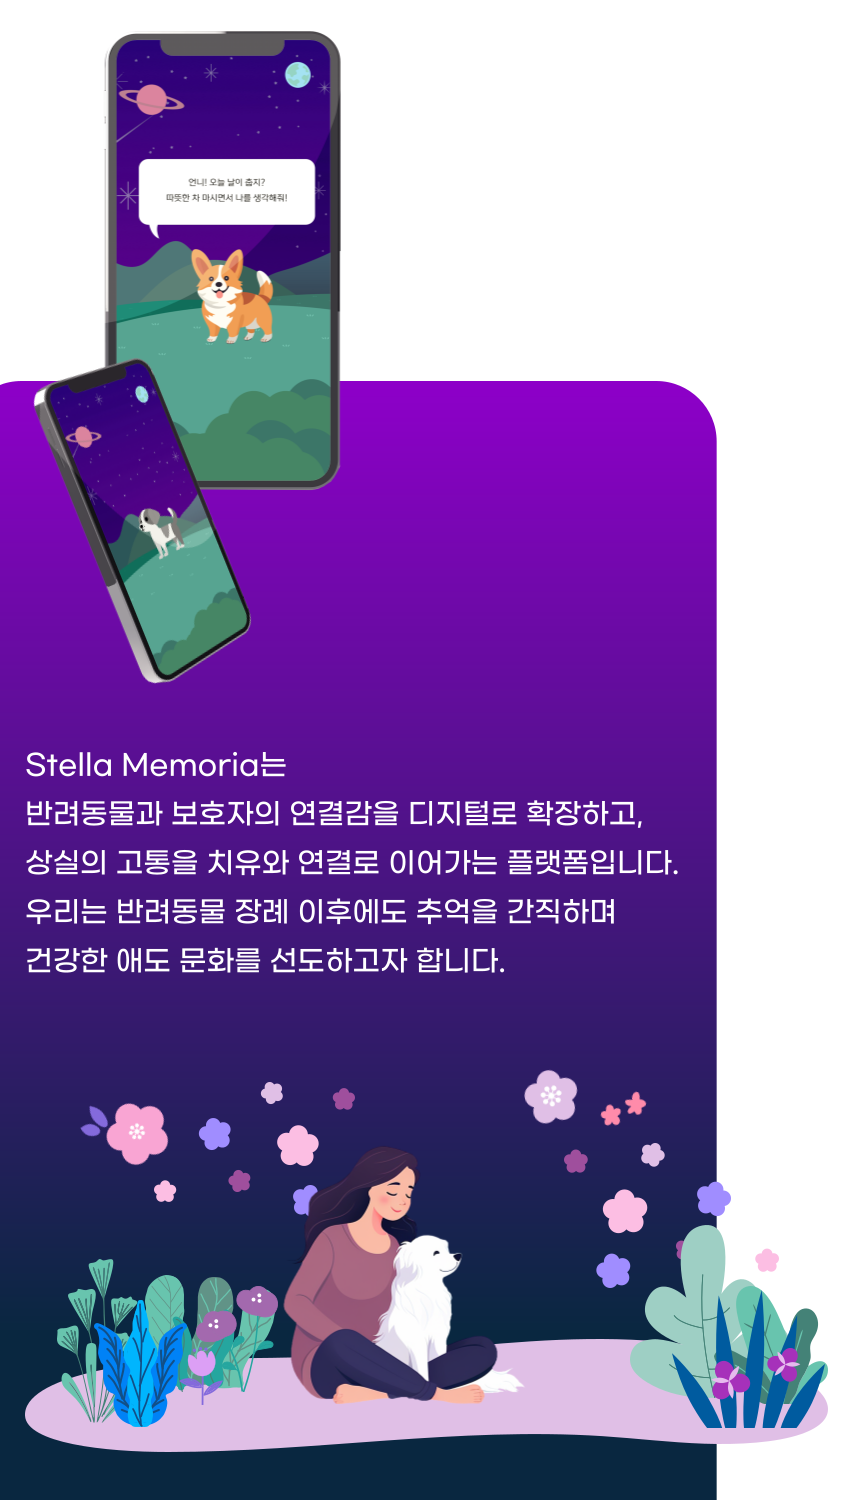 언니! 오늘 날이 춥지?
따뜻한 차 마시면서 나를 생각해줘!
Stella Memoria는
반려동물과 보호자의 연결감을 디지털로 확장하고,
상실의 고통을 치유와 연결로 이어가는 플랫폼입니다.
우리는 반려동물 장례 이후에도 추억을 간직하며
건강한 애도 문화를 선도하고자 합니다.